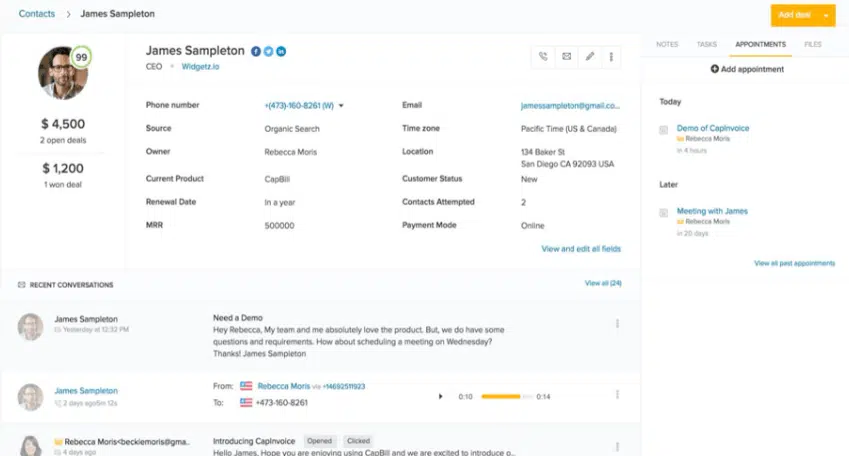 Contacts > James Sampleton
Add deal
99
$ 4,500
2 open deals
$ 1,200
1 won deal
James Sampleton
CEO • Widgetz.io
Phone number +(473)-160-8261 (W)
Source Organic Search
Owner Rebecca Moris
Current Product CapBill
Renewal Date In a year
MRR 500000
Email jamessampleton@gmail.co...
Time zone Pacific Time (US & Canada)
Location 134 Baker St
San Diego CA 92093 USA
Customer Status New
Contacts Attempted 2
Payment Mode Online
View and edit all fields
NOTES TASKS APPOINTMENTS FILES
Add appointment
Today
Demo of CapInvoice
Rebecca Moris
in 4 hours
Later
Meeting with James
Rebecca Moris
in 20 days
View all past appointments
RECENT CONVERSATIONS
View all (24)
James Sampleton
Yesterday at 12:32 PM
Need a Demo
Hey Rebecca, My team and me absolutely love the product. But, we do have some
questions and requirements. How about scheduling a meeting on Wednesday?
Thanks! James Sampleton
James Sampleton
2 days ago5m 12s
From: Rebecca Moris via +14692511923
To: +473-160-8261
0:10 0:14
Rebecca Moris<beckiemoris@gma..
4 days ago
Introducing CapInvoice Opened Clicked
Hello James, Hope you are enjoying using CapBill and we are excited to introduce o..